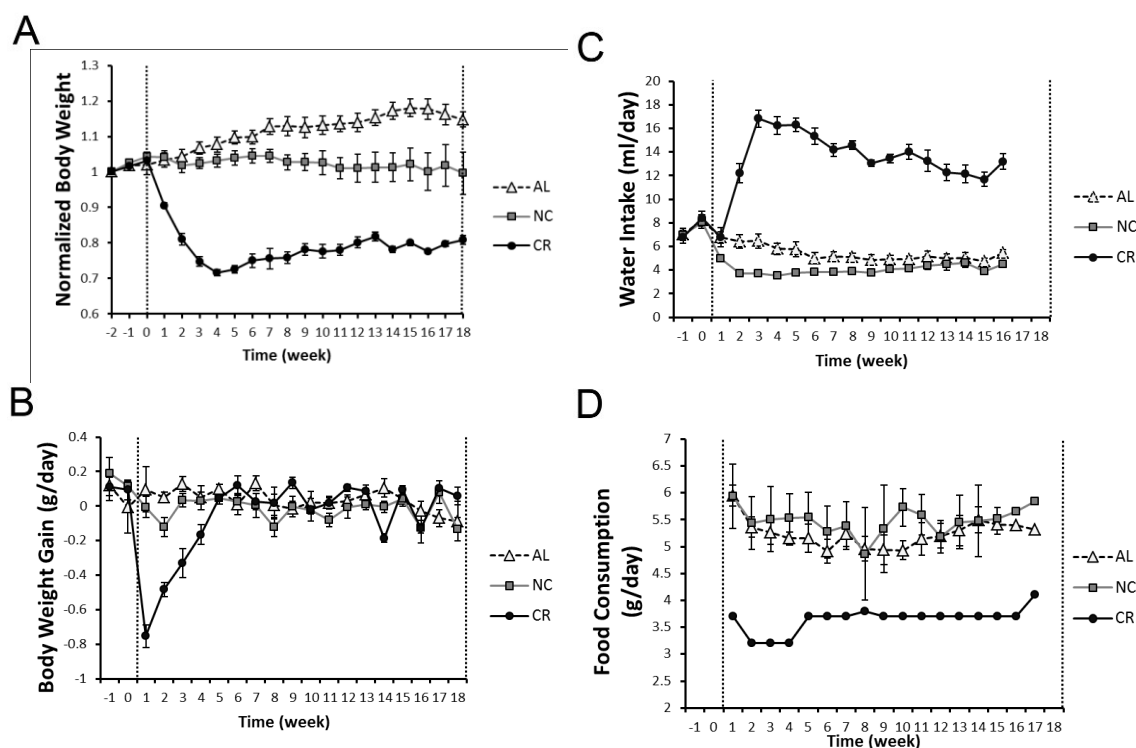 A
Normalized Body Weight
1.3
1.2
1.1
1
0.9
0.8
0.7
0.6
-2 -1 0 1 2 3 4 5 6 7 8 9 10 11 12 13 14 15 16 17 18
Time (week)
AL
NC
CR
B
Body Weight Gain (g/day)
0.4
0.2
0
-0.2
-0.4
-0.6
-0.8
-1
-1 0 1 2 3 4 5 6 7 8 9 10 11 12 13 14 15 16 17 18
Time (week)
AL
NC
CR
C
Water Intake (ml/day)
20
18
16
14
12
10
8
6
4
2
0
-1 0 1 2 3 4 5 6 7 8 9 10 11 12 13 14 15 16 17 18
Time (week)
AL
NC
CR
D
Food Consumption
(g/day)
7
6.5
6
5.5
5
4.5
4
3.5
3
2.5
2
-1 0 1 2 3 4 5 6 7 8 9 10 11 12 13 14 15 16 17 18
Time (week)
AL
NC
CR